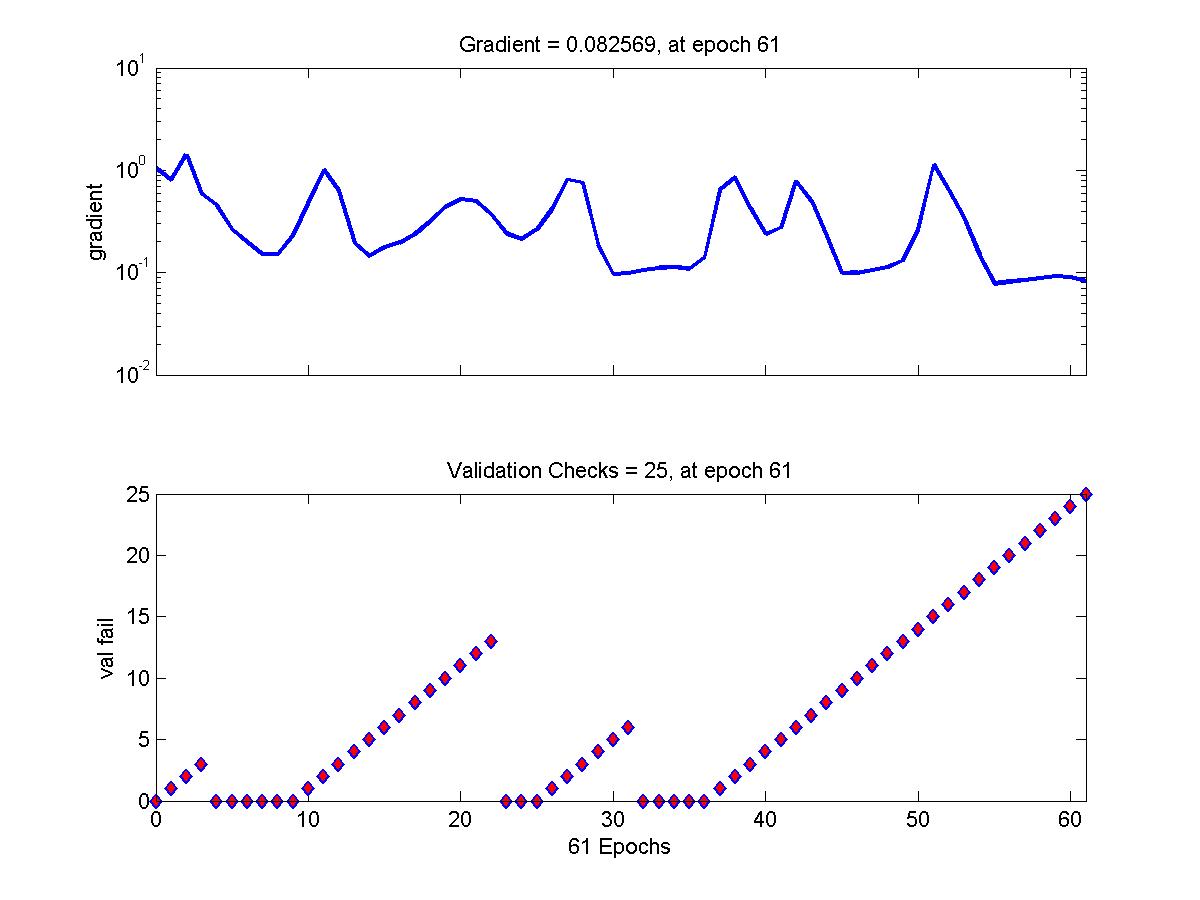 Gradient = 0.082569, at epoch 61
10^1
10^0
10^-1
10^-2
gradient
Validation Checks = 25, at epoch 61
25
20
15
10
5
0
val fail
0 10 20 30 40 50 60
61 Epochs